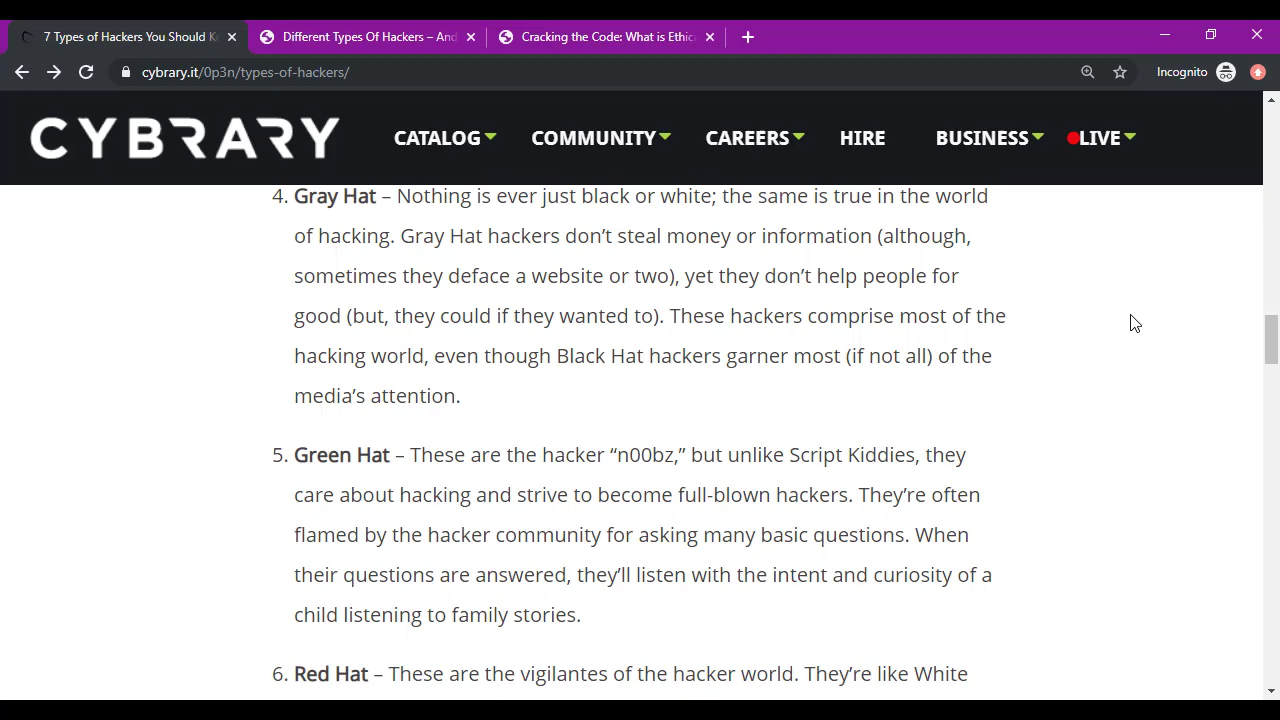 7 Types of Hackers You Should K
Different Types Of Hackers – And
Cracking the Code: What is Ethic
cybrary.it/0p3n/types-of-hackers/
Incognito
CYBRARY
CATALOG
COMMUNITY
CAREERS
HIRE
BUSINESS
LIVE
4. Gray Hat – Nothing is ever just black or white; the same is true in the world
of hacking. Gray Hat hackers don’t steal money or information (although,
sometimes they deface a website or two), yet they don’t help people for
good (but, they could if they wanted to). These hackers comprise most of the
hacking world, even though Black Hat hackers garner most (if not all) of the
media’s attention.
5. Green Hat – These are the hacker “n00bz,” but unlike Script Kiddies, they
care about hacking and strive to become full-blown hackers. They’re often
flamed by the hacker community for asking many basic questions. When
their questions are answered, they’ll listen with the intent and curiosity of a
child listening to family stories.
6. Red Hat – These are the vigilantes of the hacker world. They’re like White